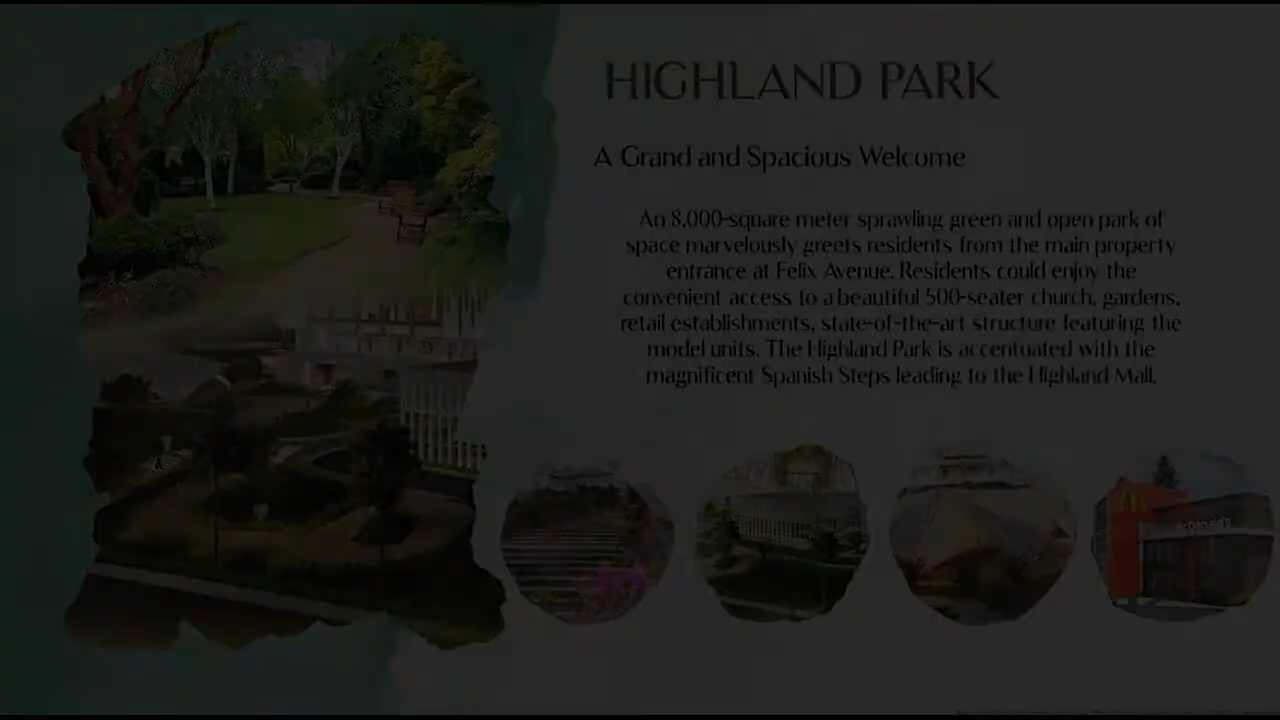 HIGHLAND PARK
A Grand and Spacious Welcome
An 8,000-square meter sprawling green and open park of
space marvelously greets residents from the main property
entrance at Felix Avenue. Residents could enjoy the
convenient access to a beautiful 500-seater church, gardens,
retail establishments, state-of-the-art structure featuring the
model units. The Highland Park is accentuated with the
magnificent Spanish Steps leading to the Highland Mall.
McDonald's